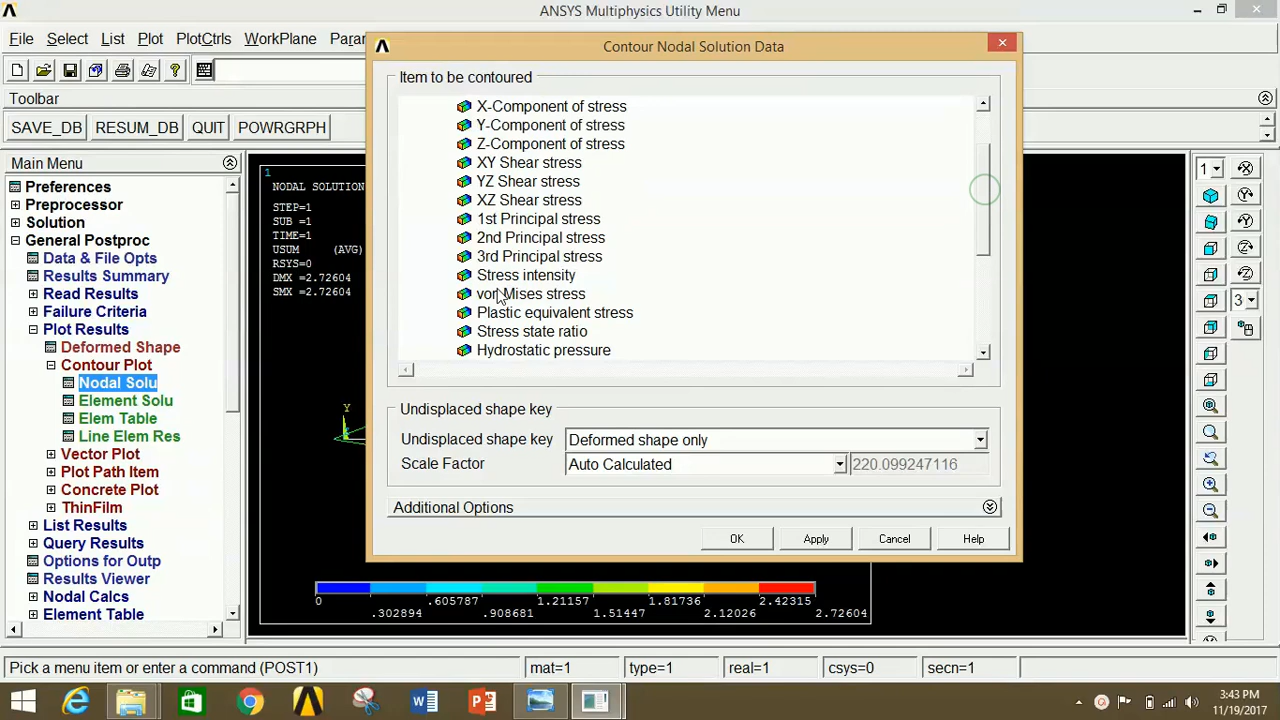 ANSYS Multiphysics Utility Menu
File Select List Plot PlotCtrls WorkPlane
Contour Nodal Solution Data
Toolbar
SAVE_DB RESUM_DB QUIT POWRGRPH
Main Menu
Preferences
Preprocessor
Solution
General Postproc
Data & File Opts
Results Summary
Read Results
Failure Criteria
Plot Results
Deformed Shape
Contour Plot
Nodal Solu
Element Solu
Elem Table
Line Elem Res
Vector Plot
Plot Path Item
Concrete Plot
ThinFilm
List Results
Query Results
Options for Outp
Results Viewer
Nodal Calcs
Element Table
1
NODAL SOLUTION
STEP=1
SUB =1
TIME=1
USUM (AVG)
RSYS=0
DMX =2.72604
SMX =2.72604
Y
Item to be contoured
X-Component of stress
Y-Component of stress
Z-Component of stress
XY Shear stress
YZ Shear stress
XZ Shear stress
1st Principal stress
2nd Principal stress
3rd Principal stress
Stress intensity
von Mises stress
Plastic equivalent stress
Stress state ratio
Hydrostatic pressure
Undisplaced shape key
Undisplaced shape key Deformed shape only
Scale Factor Auto Calculated 220.099247116
Additional Options
OK Apply Cancel Help
0 .605787 1.21157 1.81736 2.42315
.302894 .908681 1.51447 2.12026 2.72604
1
3
Pick a menu item or enter a command (POST1) mat=1 type=1 real=1 csys=0 secn=1
3:43 PM
11/19/2017